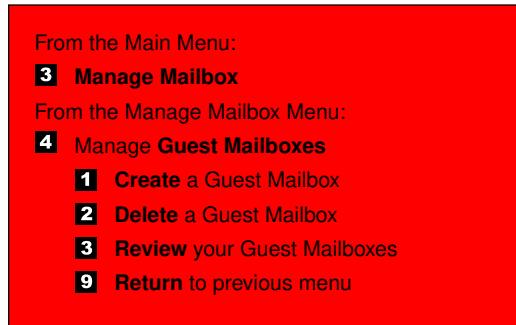 From the Main Menu:
3 Manage Mailbox
From the Manage Mailbox Menu:
4 Manage Guest Mailboxes
1 Create a Guest Mailbox
2 Delete a Guest Mailbox
3 Review your Guest Mailboxes
9 Return to previous menu